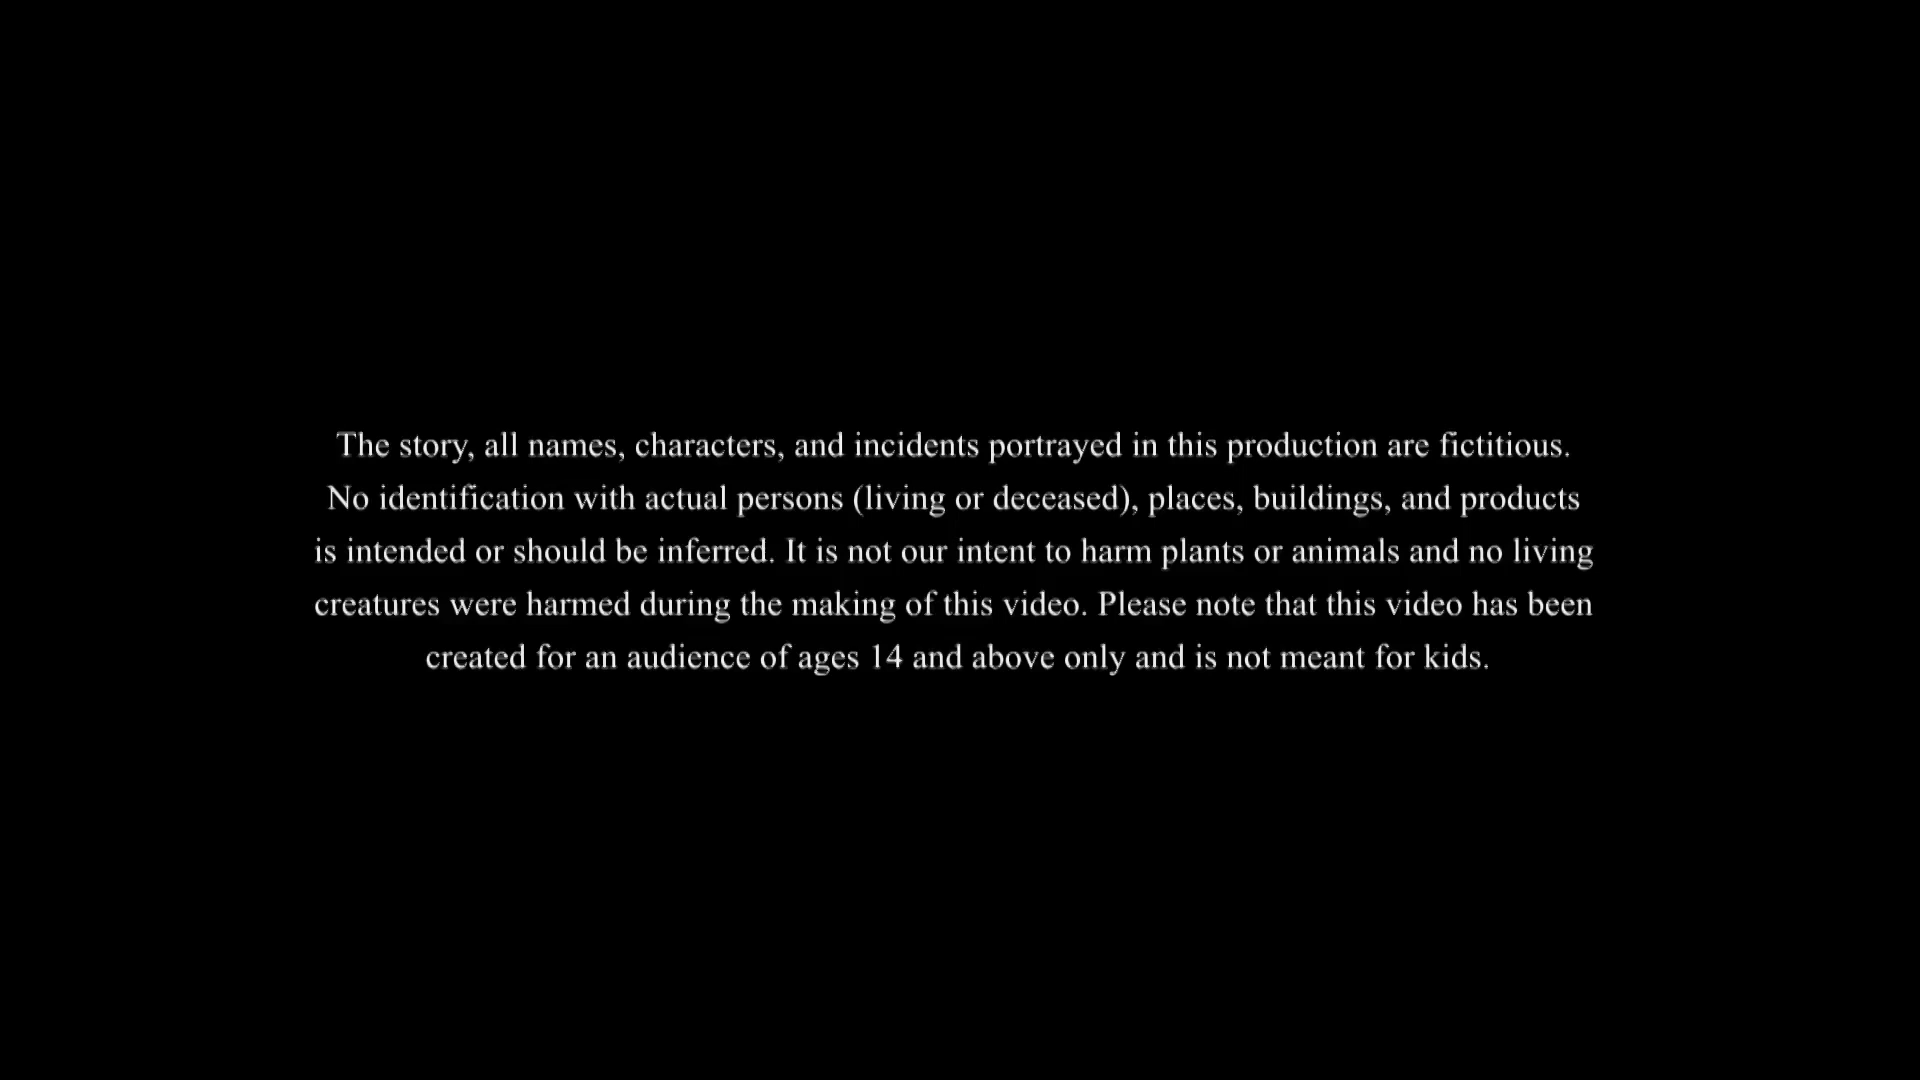 The story, all names, characters, and incidents portrayed in this production are fictitious.
No identification with actual persons (living or deceased), places, buildings, and products
is intended or should be inferred. It is not our intent to harm plants or animals and no living
creatures were harmed during the making of this video. Please note that this video has been
created for an audience of ages 14 and above only and is not meant for kids.